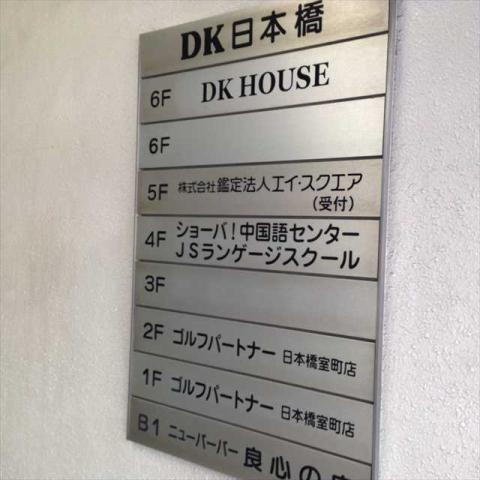 DK日本橋
6F DK HOUSE
6F
5F 株式会社鑑定法人エイ・スクエア
(受付)
4F ショーバ!中国語センター
JSランゲージスクール
3F
2F ゴルフパートナー 日本橋室町店
1F ゴルフパートナー 日本橋室町店
B1 ニューバーバー 良心の